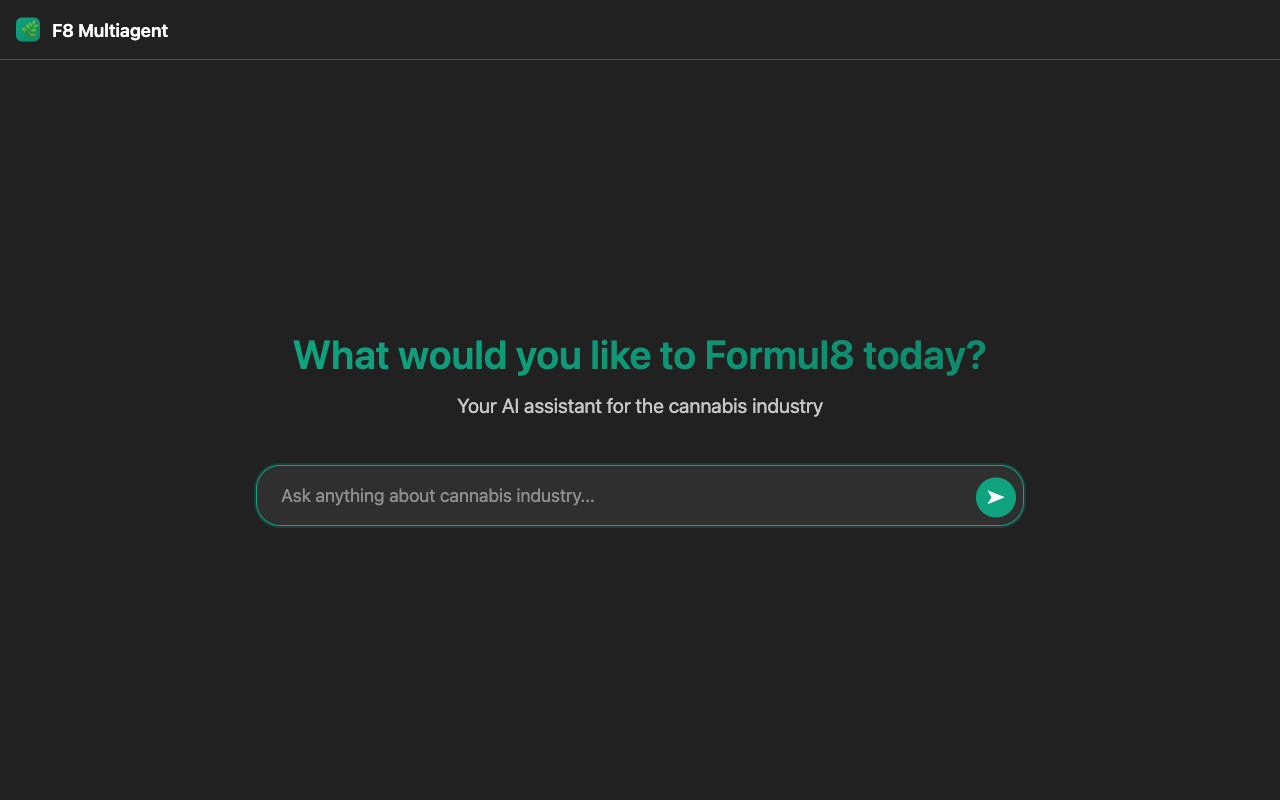 F8 Multiagent
What would you like to Formul8 today?
Your AI assistant for the cannabis industry
Ask anything about cannabis industry...